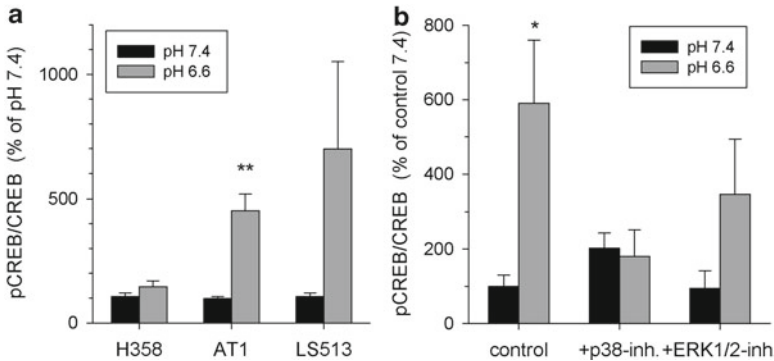 a
pCREB/CREB (% of pH 7.4)
1000
500
0
pH 7.4
pH 6.6
**
H358 AT1 LS513
b
pCREB/CREB (% of control 7.4)
800
600
400
200
0
*
pH 7.4
pH 6.6
control +p38-inh. +ERK1/2-inh